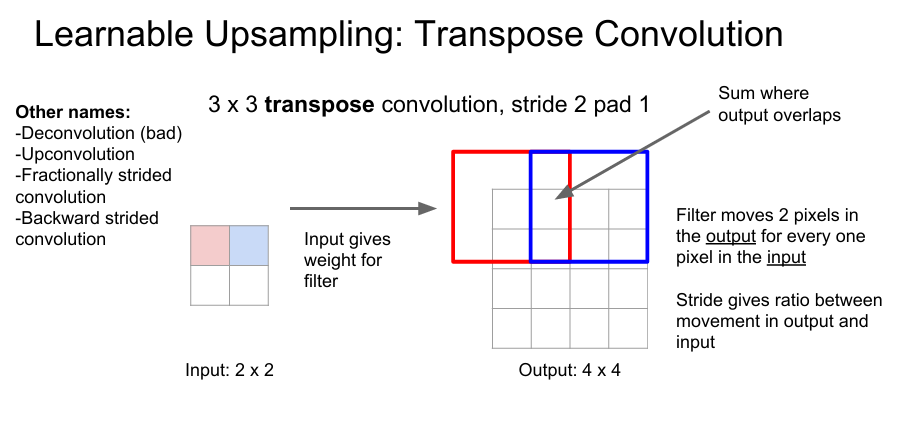 Learnable Upsampling: Transpose Convolution
Other names:
-Deconvolution (bad)
-Upconvolution
-Fractionally strided
convolution
-Backward strided
convolution
3 x 3 transpose convolution, stride 2 pad 1
Input gives
weight for
filter
Input: 2 x 2
Output: 4 x 4
Sum where
output overlaps
Filter moves 2 pixels in
the output for every one
pixel in the input
Stride gives ratio between
movement in output and
input